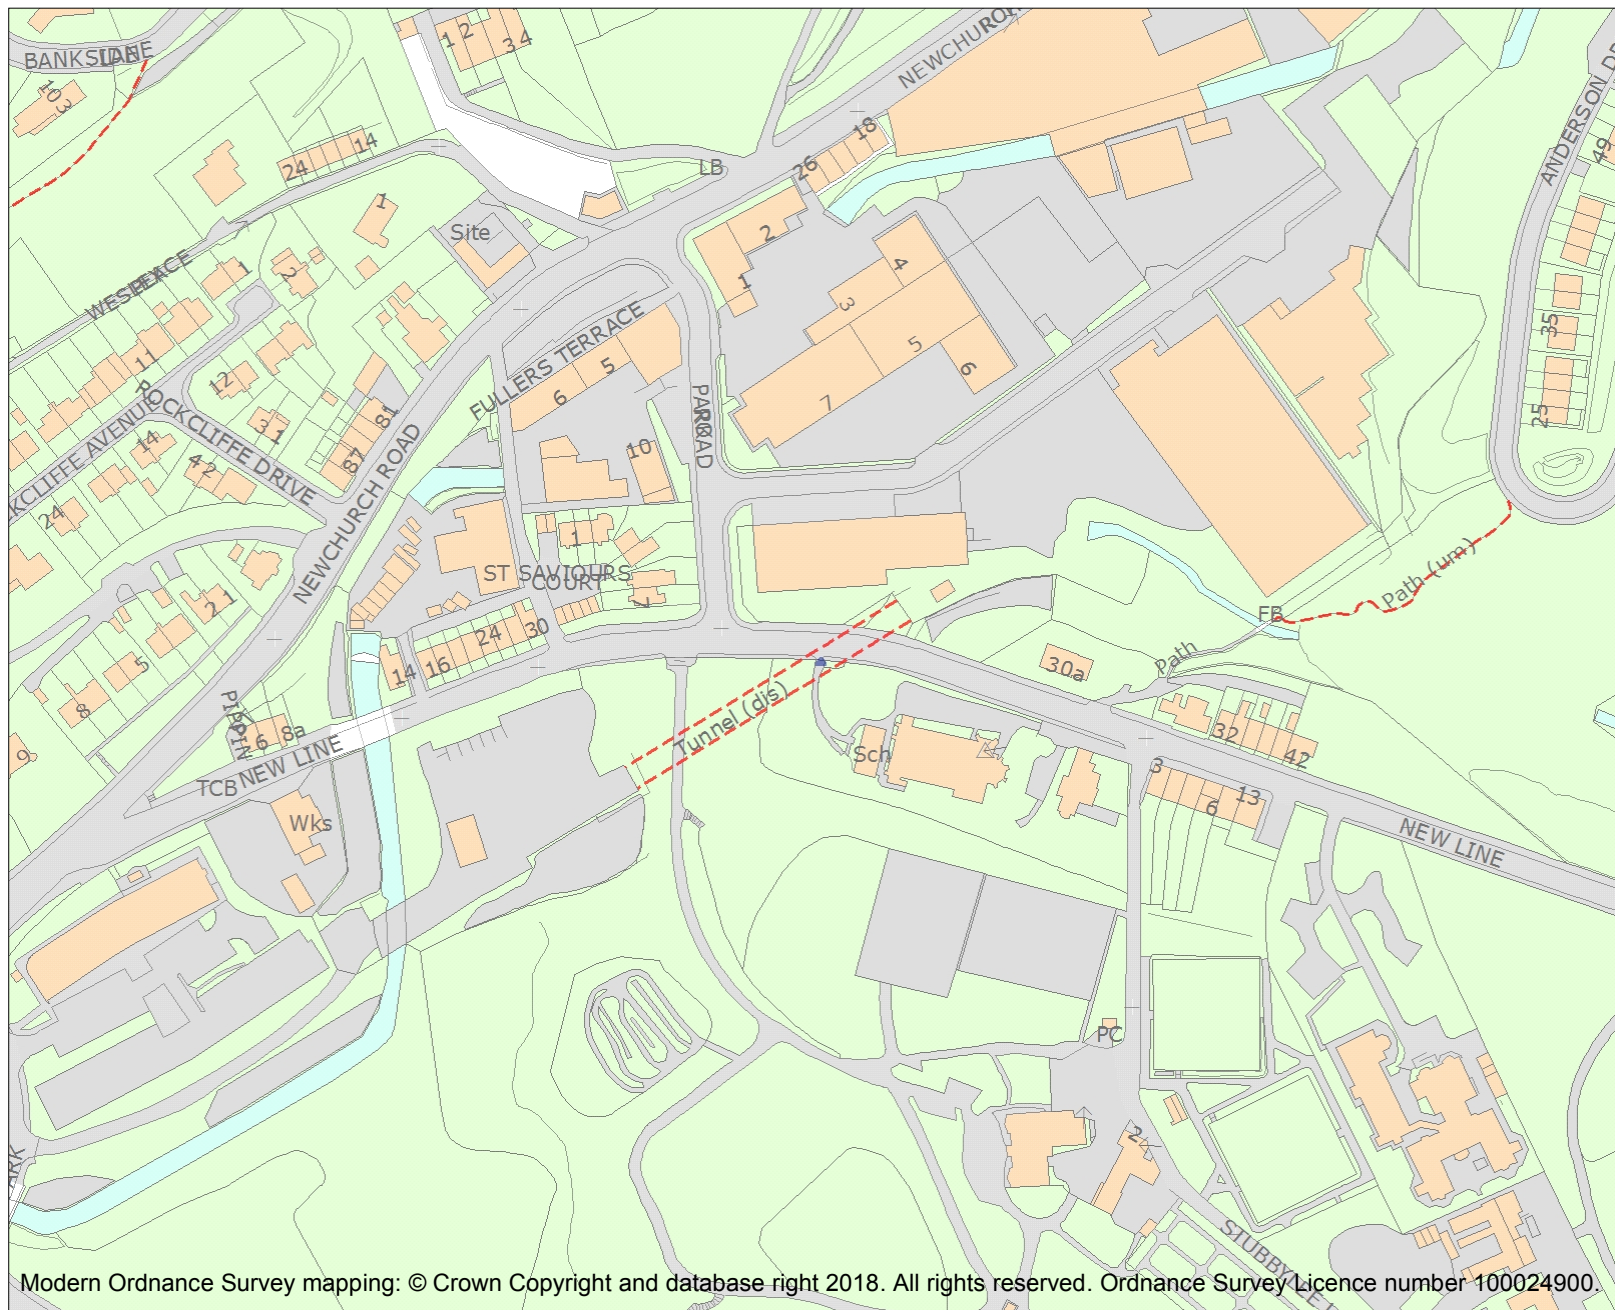 BANKSIDE
LANE
12
34
NEWCHURCH ROAD
103
24
14
LB
26
18
ANDERSON
49
1
Site
2
1
WESLEY
PLACE
1
2
4
3
5
6
7
11
12
ROCKCLIFFE AVENUE
14
42
31
24
ROCKCLIFFE DRIVE
81
87
NEWCHURCH ROAD
FULLERS TERRACE
6
5
10
PARK
ROAD
35
25
1
ST SAVIOURS
COURT
7
Path (um)
FB
Path
21
5
8
9
PIPPIN
6
8a
14
16
24
30
NEW LINE
TCB
Wks
Tunnel (dis)
Sch
30a
32
42
3
6
13
NEW LINE
PC
2
Modern Ordnance Survey mapping: © Crown Copyright and database right 2018. All rights reserved. Ordnance Survey Licence number 100024900.